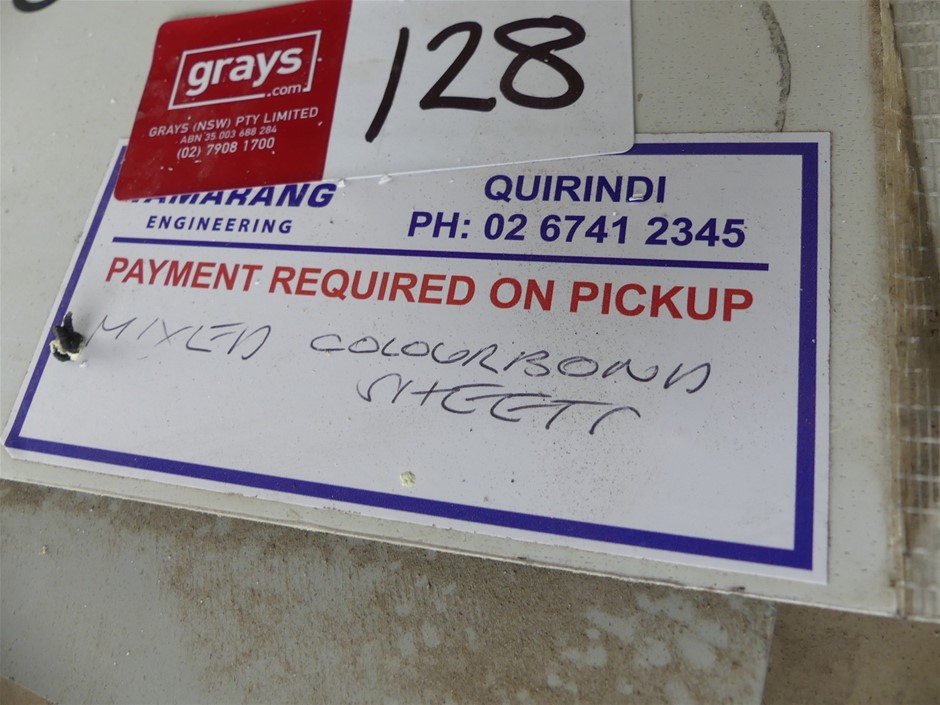 grays
.com
GRAYS (NSW) PTY LIMITED
ABN 35 003 688 284
(02) 7908 1700
128
TAMARANG
ENGINEERING
QUIRINDI
PH: 02 6741 2345
PAYMENT REQUIRED ON PICKUP
MIXED COLOURBOND
SHEETS